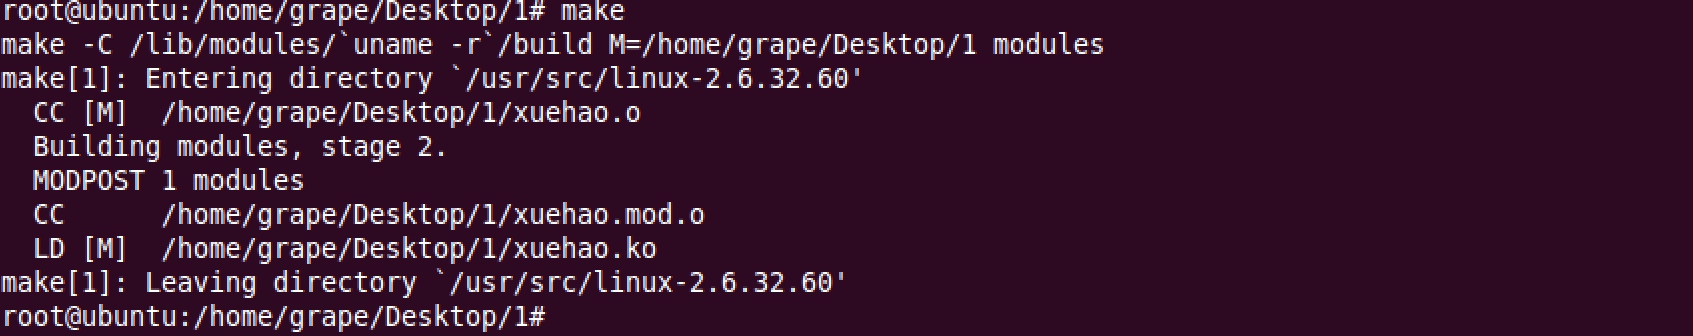 root@ubuntu:/home/grape/Desktop/1# make
make -C /lib/modules/`uname -r`/build M=/home/grape/Desktop/1 modules
make[1]: Entering directory `/usr/src/linux-2.6.32.60'
  CC [M]  /home/grape/Desktop/1/xuehao.o
  Building modules, stage 2.
  MODPOST 1 modules
  CC      /home/grape/Desktop/1/xuehao.mod.o
  LD [M]  /home/grape/Desktop/1/xuehao.ko
make[1]: Leaving directory `/usr/src/linux-2.6.32.60'
root@ubuntu:/home/grape/Desktop/1#